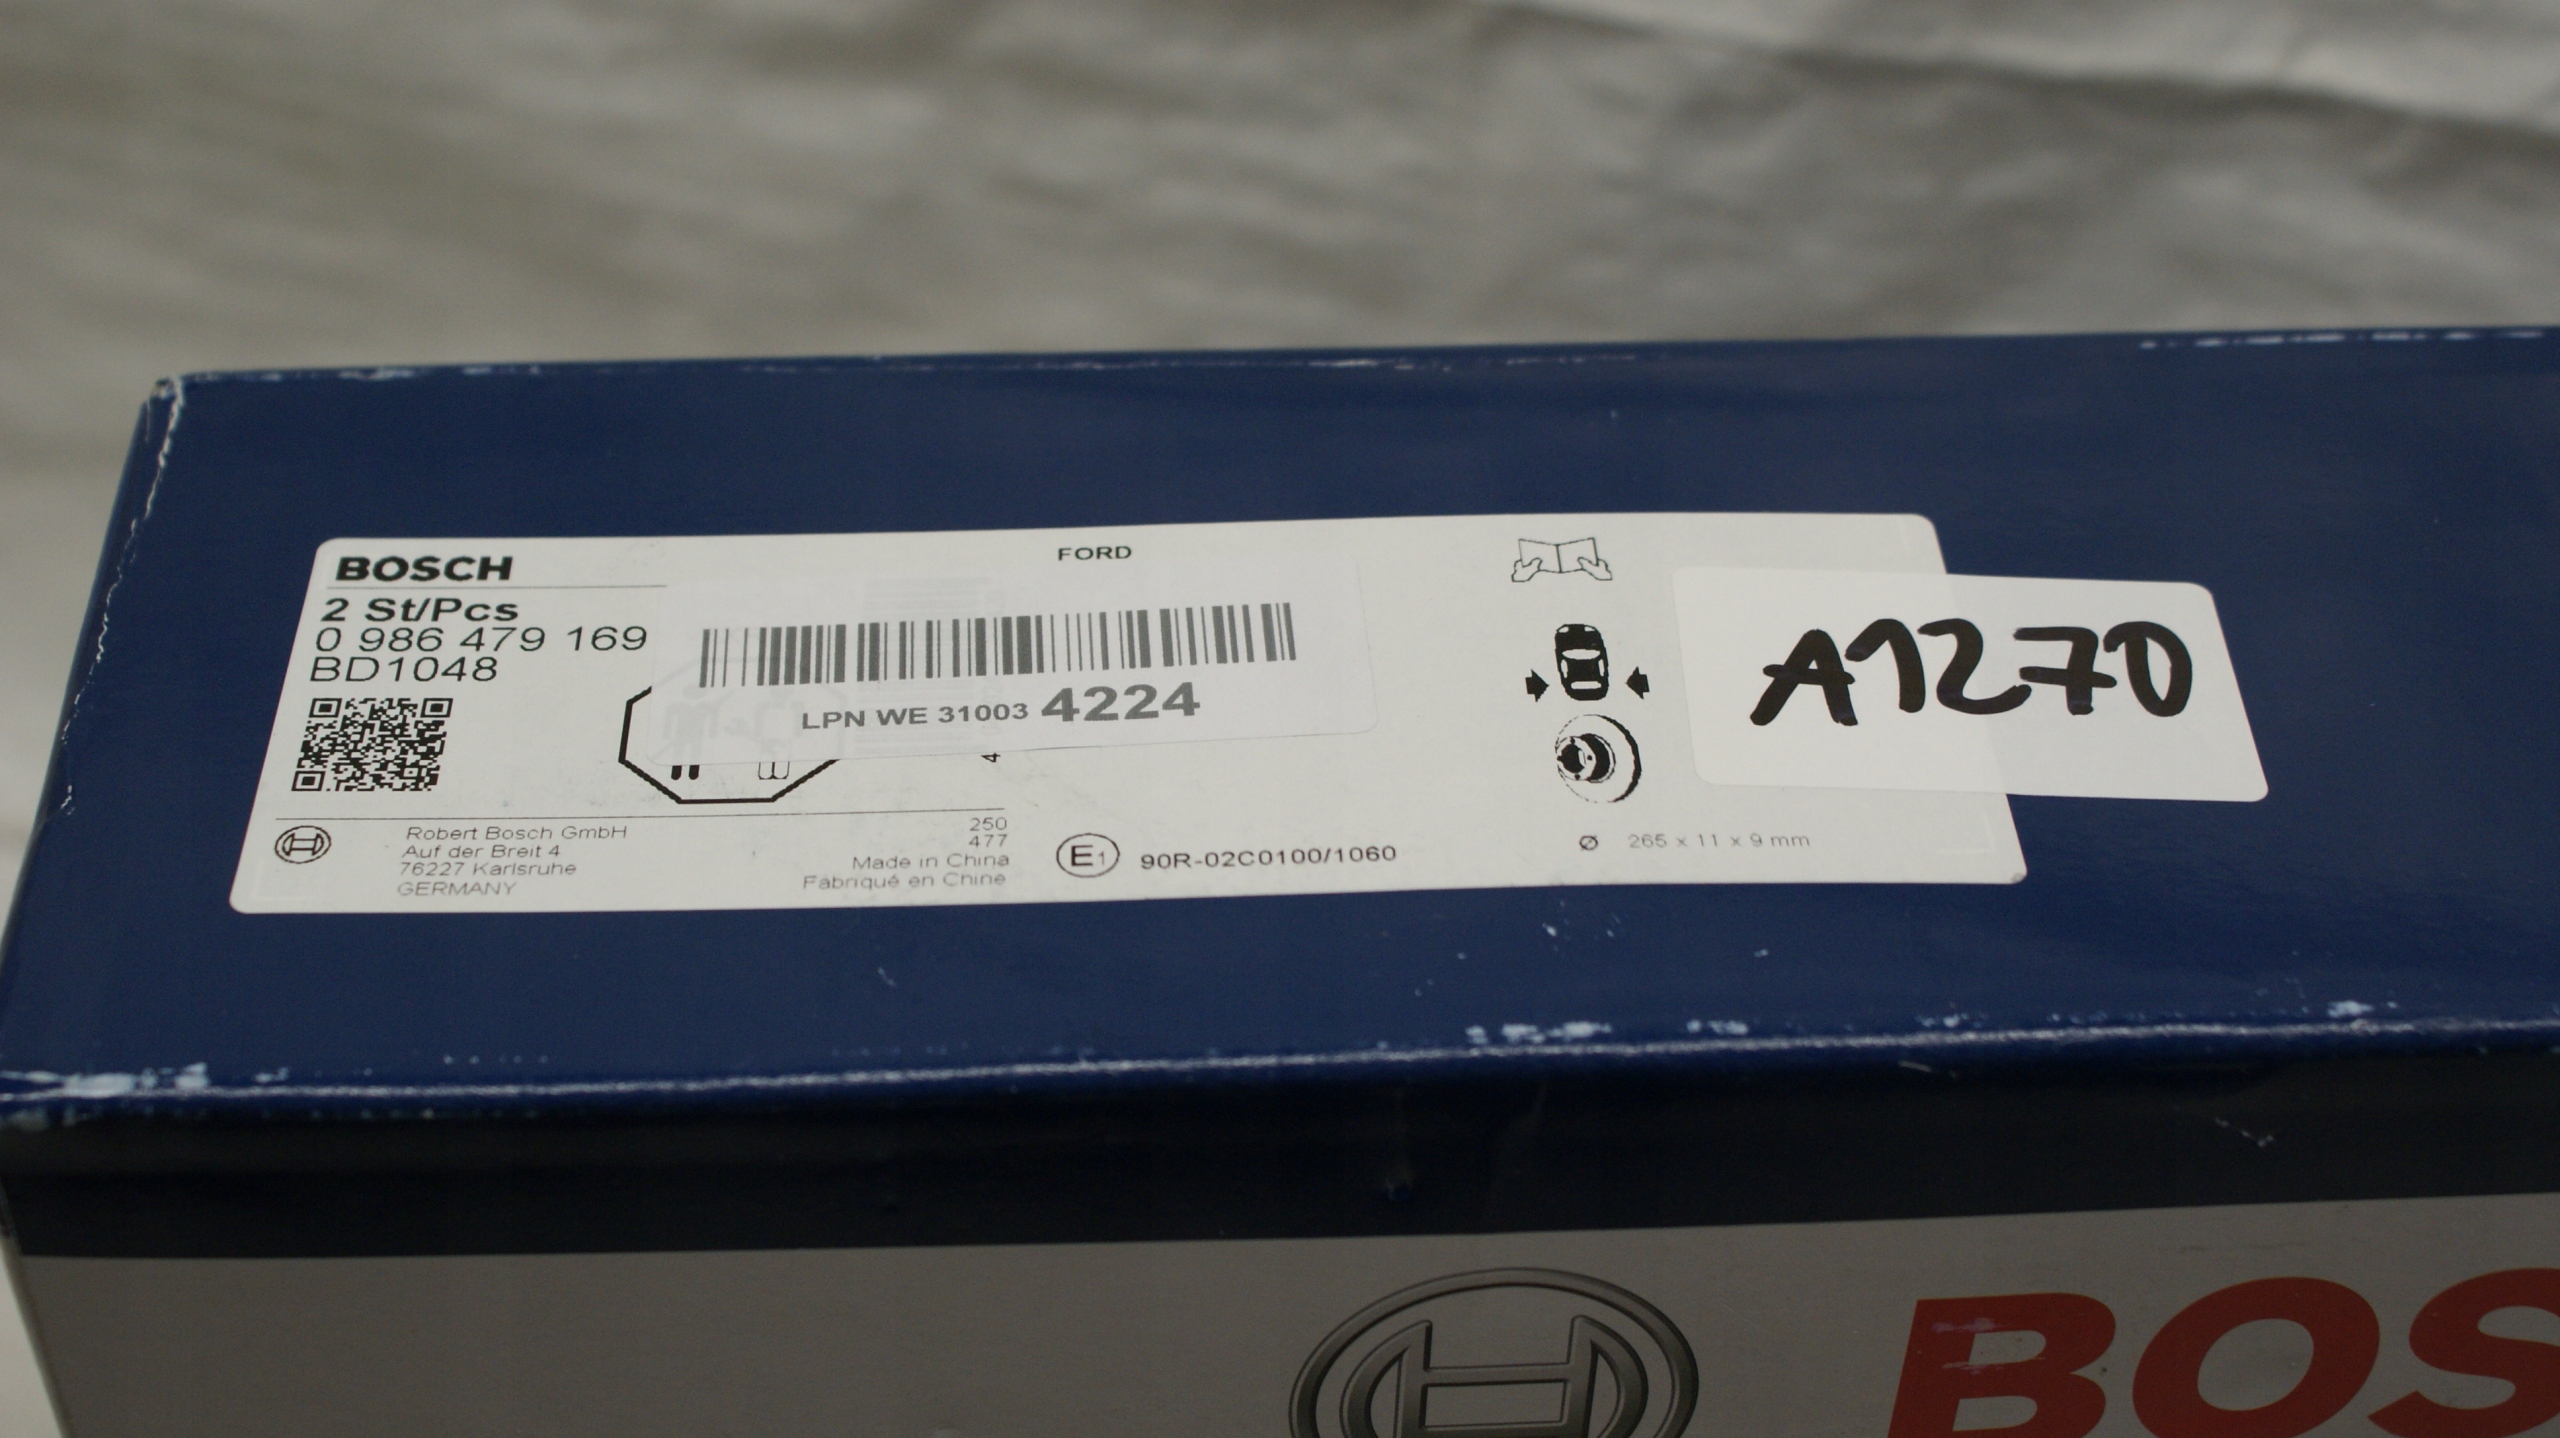 BOSCH
FORD
2 St/Pcs
0 986 479 169
BD1048
LPN WE 31003 4224
A1270
4
Robert Bosch GmbH
Auf der Breit 4
76227 Karlsruhe
GERMANY
250
477
Made in China
Fabriqué en Chine
E1
90R-02C0100/1060
Ø 265 x 11 x 9 mm
BOS